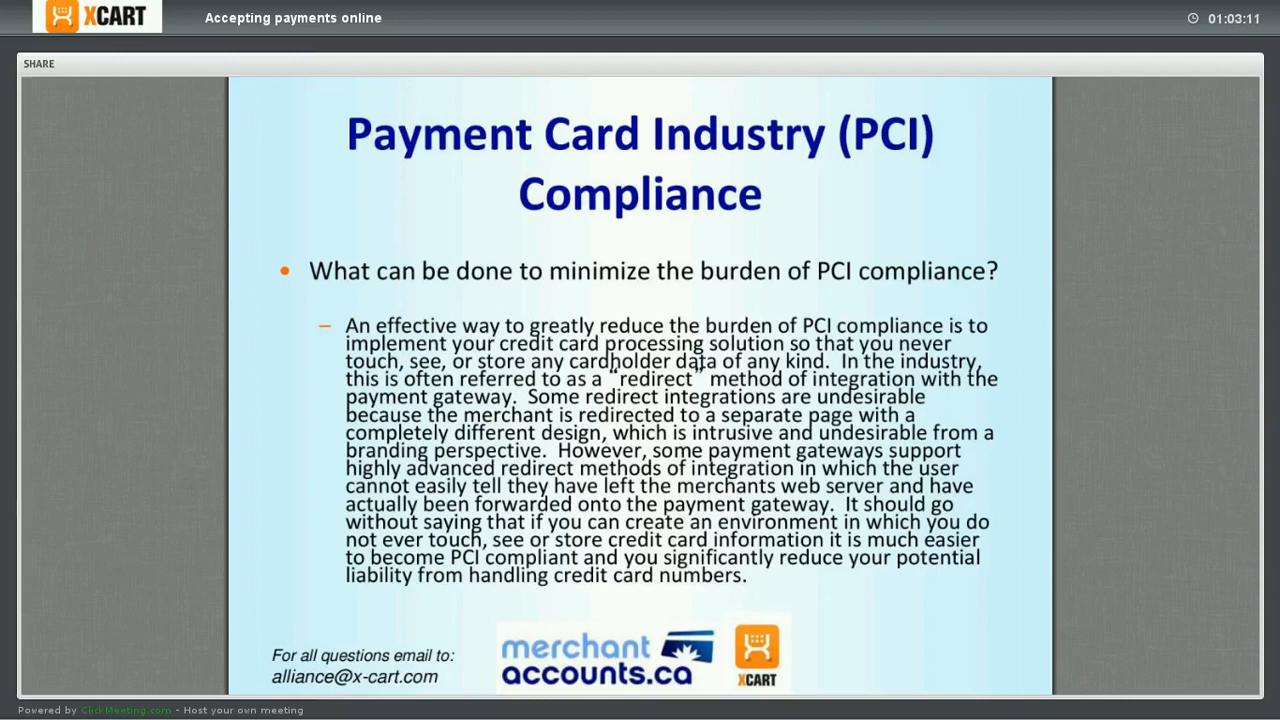 XCART
Accepting payments online
01:03:11
SHARE
Payment Card Industry (PCI)
Compliance
• What can be done to minimize the burden of PCI compliance?
– An effective way to greatly reduce the burden of PCI compliance is to
implement your credit card processing solution so that you never
touch, see, or store any cardholder data of any kind.  In the industry,
this is often referred to as a “redirect” method of integration with the
payment gateway.  Some redirect integrations are undesirable
because the merchant is redirected to a separate page with a
completely different design, which is intrusive and undesirable from a
branding perspective.  However, some payment gateways support
highly advanced redirect methods of integration in which the user
cannot easily tell they have left the merchants web server and have
actually been forwarded onto the payment gateway.  It should go
without saying that if you can create an environment in which you do
not ever touch, see or store credit card information it is much easier
to become PCI compliant and you significantly reduce your potential
liability from handling credit card numbers.
For all questions email to:
alliance@x-cart.com
merchant
accounts.ca
XCART
Powered by ClickMeeting.com - Host your own meeting